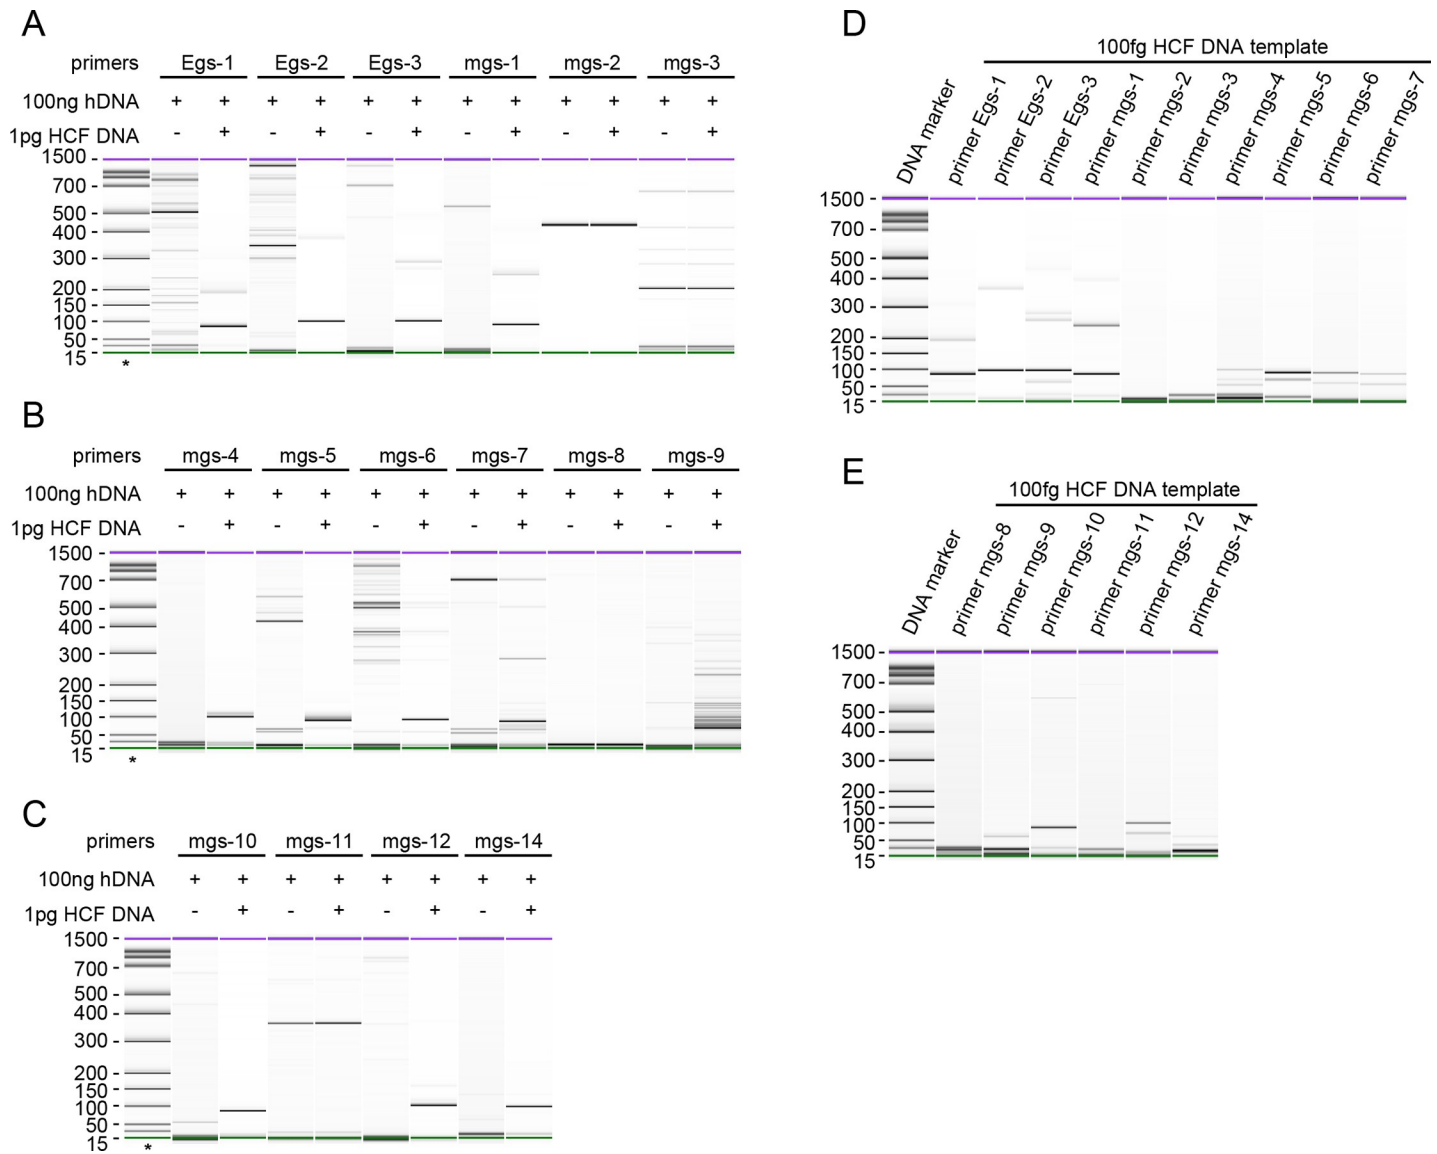 A
primers Egs-1 Egs-2 Egs-3 mgs-1 mgs-2 mgs-3
100ng hDNA + + + + + + + + + + + +
1pg HCF DNA - + - + - + - + - + - +
1500
700
500
400
300
200
150
100
50
15
*
B
primers mgs-4 mgs-5 mgs-6 mgs-7 mgs-8 mgs-9
100ng hDNA + + + + + + + + + + + +
1pg HCF DNA - + - + - + - + - + - +
1500
700
500
400
300
200
150
100
50
15
*
C
primers mgs-10 mgs-11 mgs-12 mgs-14
100ng hDNA + + + + + + + +
1pg HCF DNA - + - + - + - +
1500
700
500
400
300
200
150
100
50
15
*
D
100fg HCF DNA template
DNA marker
primer Egs-1
primer Egs-2
primer Egs-3
primer mgs-1
primer mgs-2
primer mgs-3
primer mgs-4
primer mgs-5
primer mgs-6
primer mgs-7
1500
700
500
400
300
200
150
100
50
15
E
100fg HCF DNA template
DNA marker
primer mgs-8
primer mgs-9
primer mgs-10
primer mgs-11
primer mgs-12
primer mgs-14
1500
700
500
400
300
200
150
100
50
15